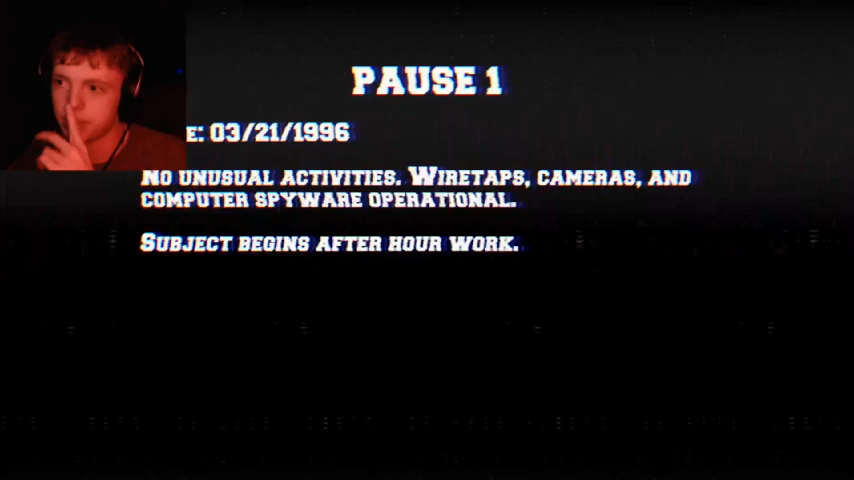 PAUSE 1
E: 03/21/1996
NO UNUSUAL ACTIVITIES. WIRETAPS, CAMERAS, AND
COMPUTER SPYWARE OPERATIONAL.
SUBJECT BEGINS AFTER HOUR WORK.